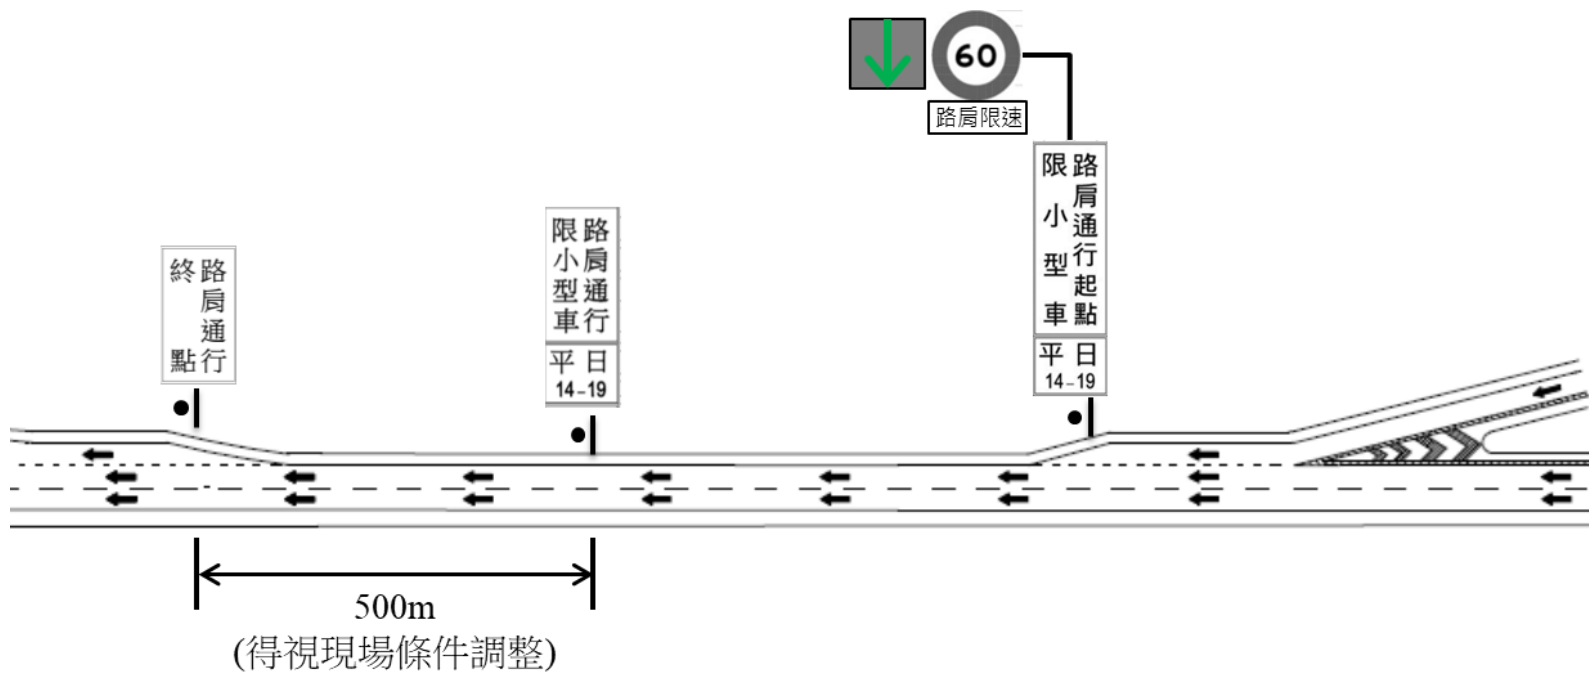 60
路肩限速
路肩通行起點
限小型車
平日
14-19
路肩通行
限小型車
平日
14-19
路肩通行
終點
500m
(得視現場條件調整)